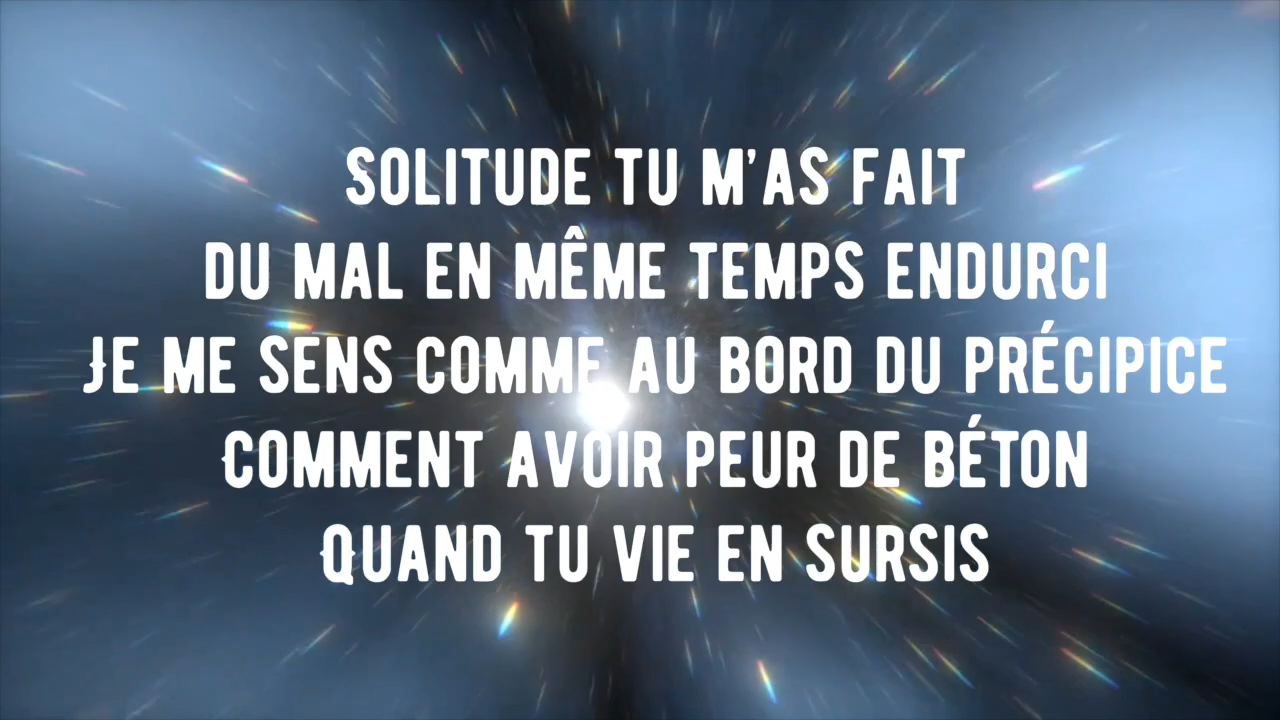 Solitude tu m'as fait
du mal en même temps endurci
Je me sens comme au bord du précipice
Comment avoir peur de béton
Quand tu vie en sursis